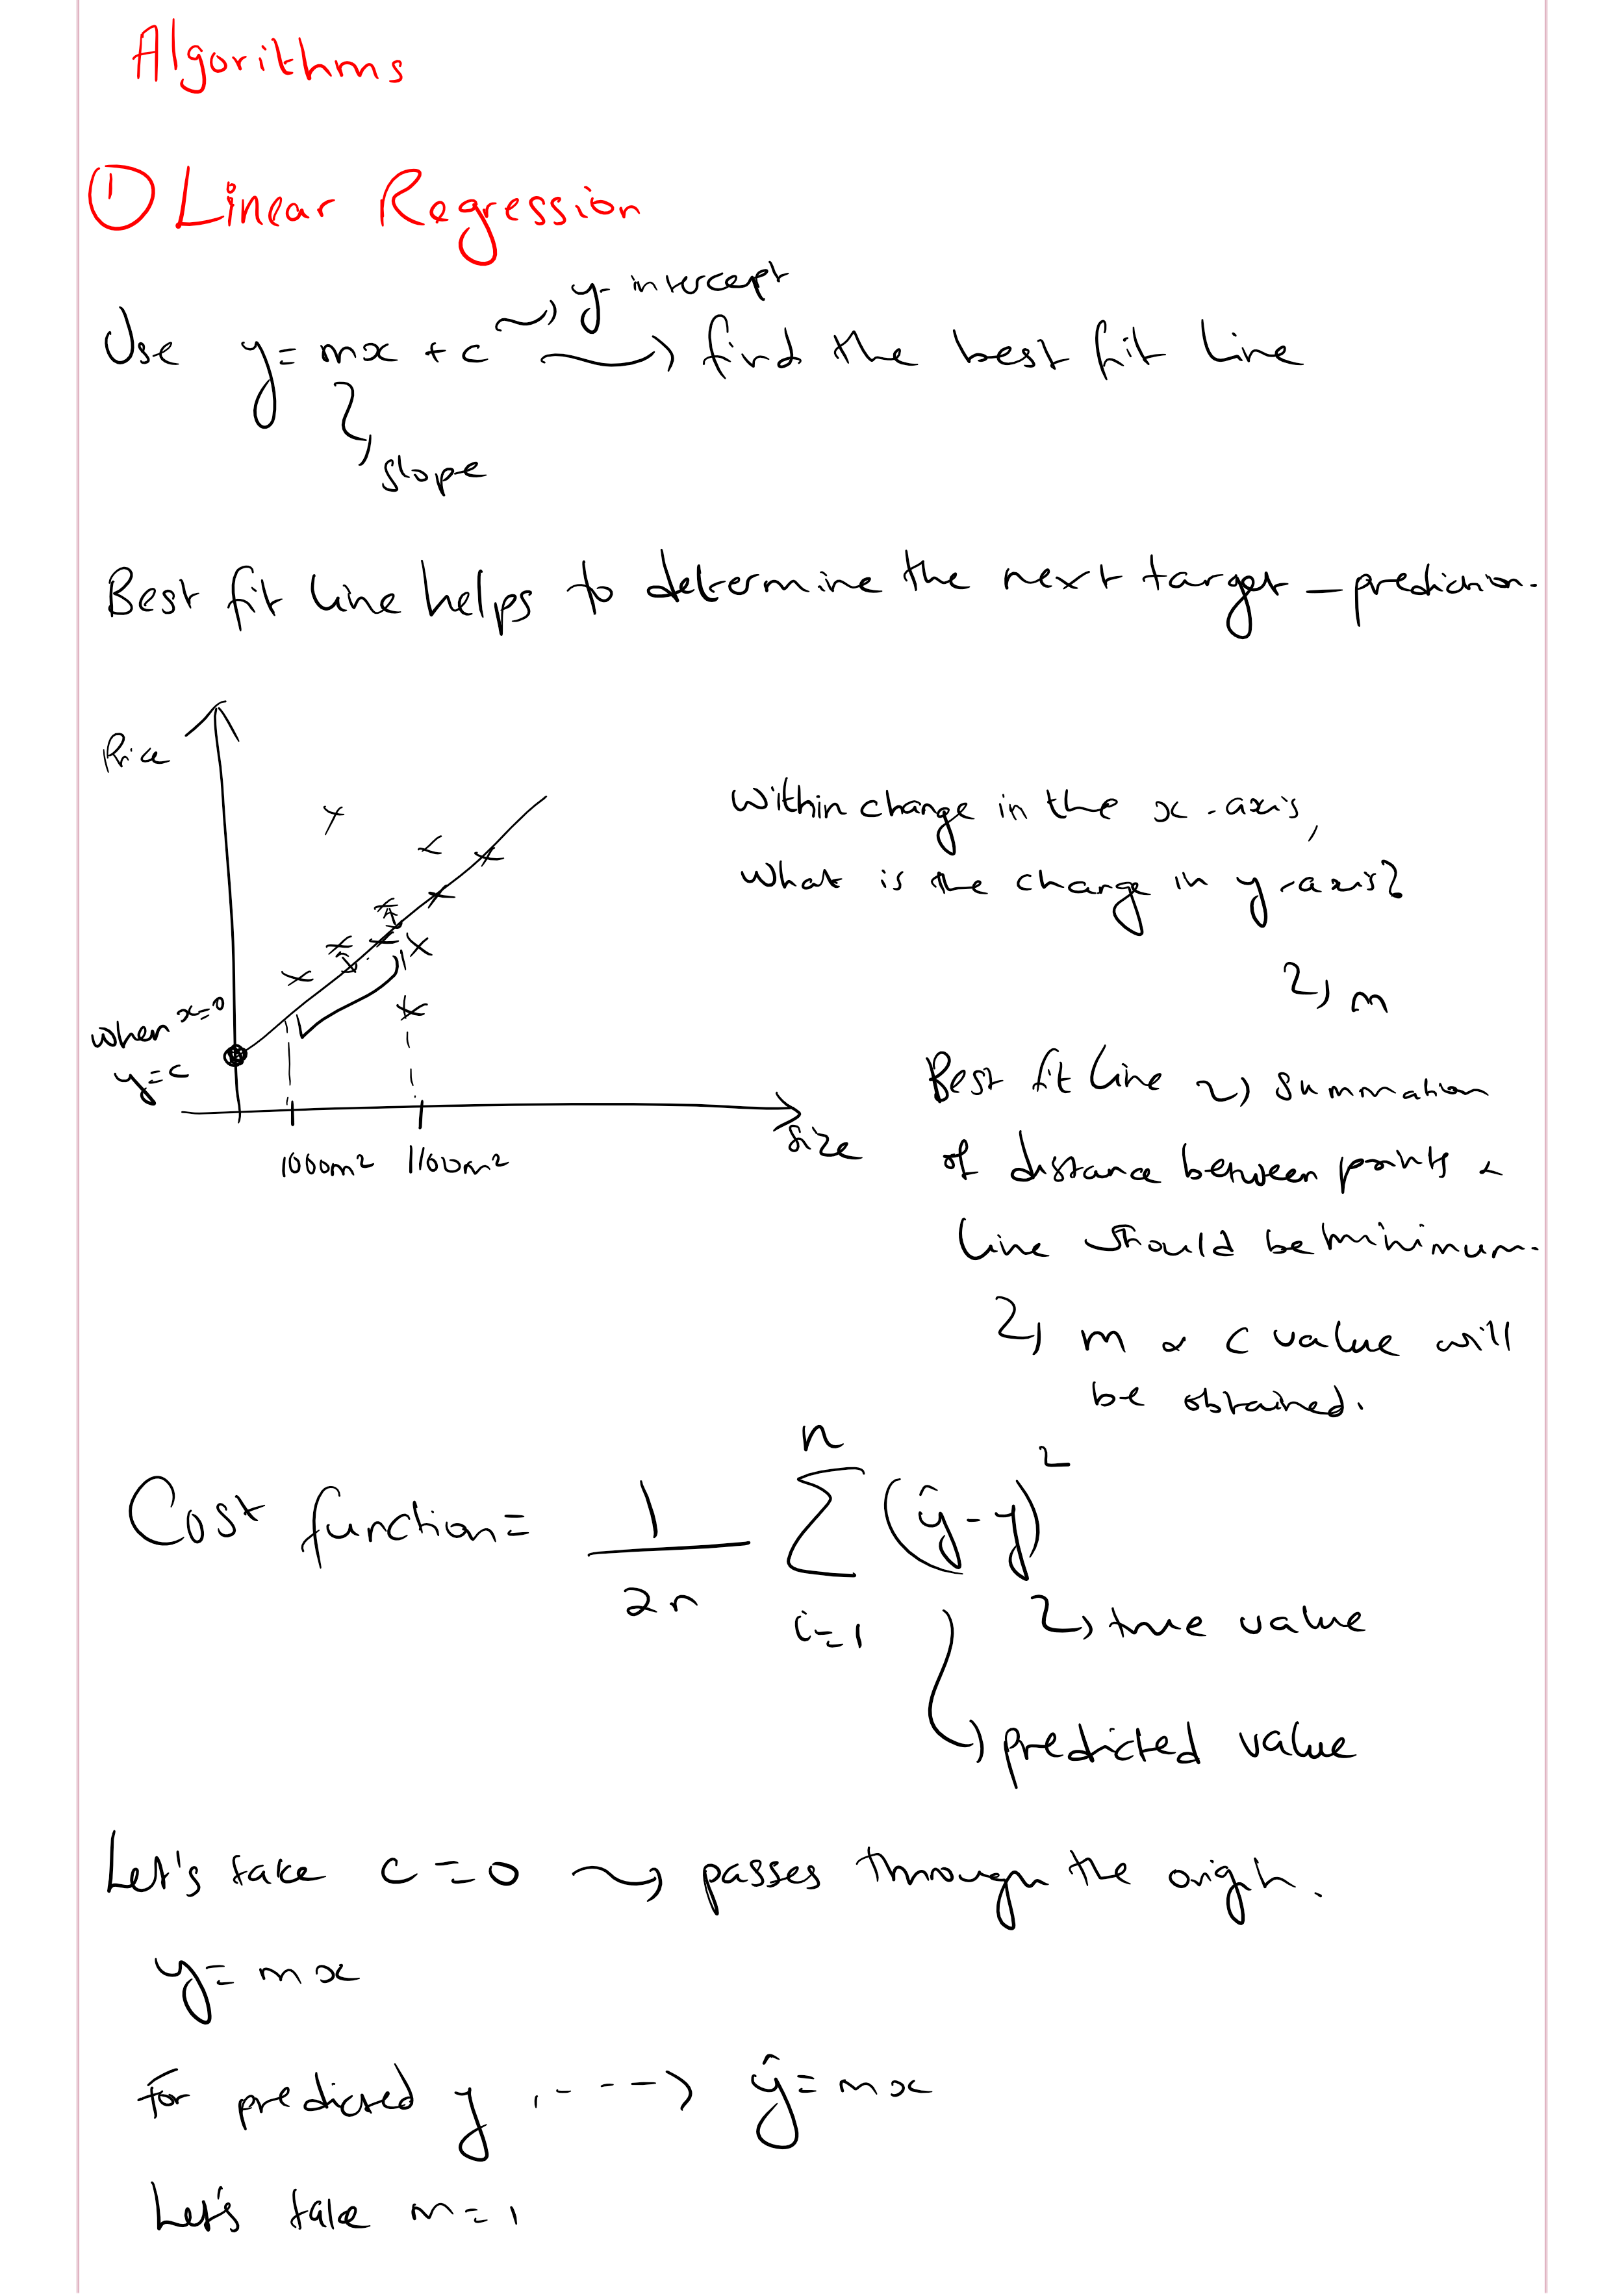 Algorithms
① Linear Regression
y-intercept
Use y = mx + c find the best fit line
slope
Best fit line helps to determine the next target – prediction.
Price
within change in the x-axis,
what is the change in y-axis?
m
when x=0
y=c
Best fit line summation
size
1000m² 1100m²
of distance between points &
line should be minimum.
m & c value will
be obtained.
Cost function = 1/2n n∑i=1 (ŷ-y)²
true value
predicted value
Let's take c=0 passes through the origin.
y = mx
For predicted y ŷ = mx
Let's take m=1